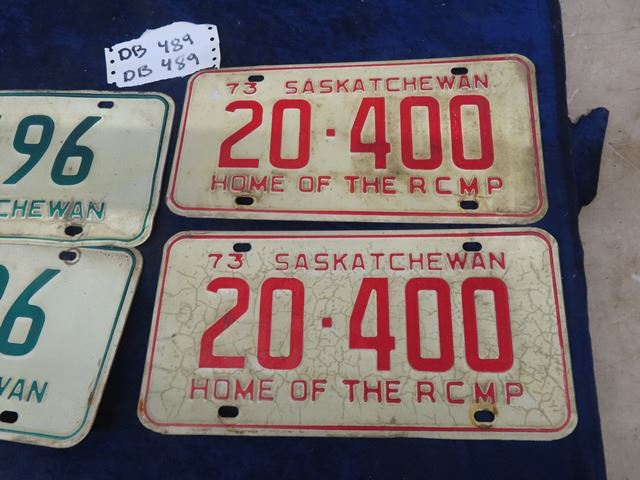 DB 489
DB 489
73 SASKATCHEWAN
20·400
HOME OF THE RCMP
96
CHEWAN
73 SASKATCHEWAN
20·400
HOME OF THE RCMP
6
WAN